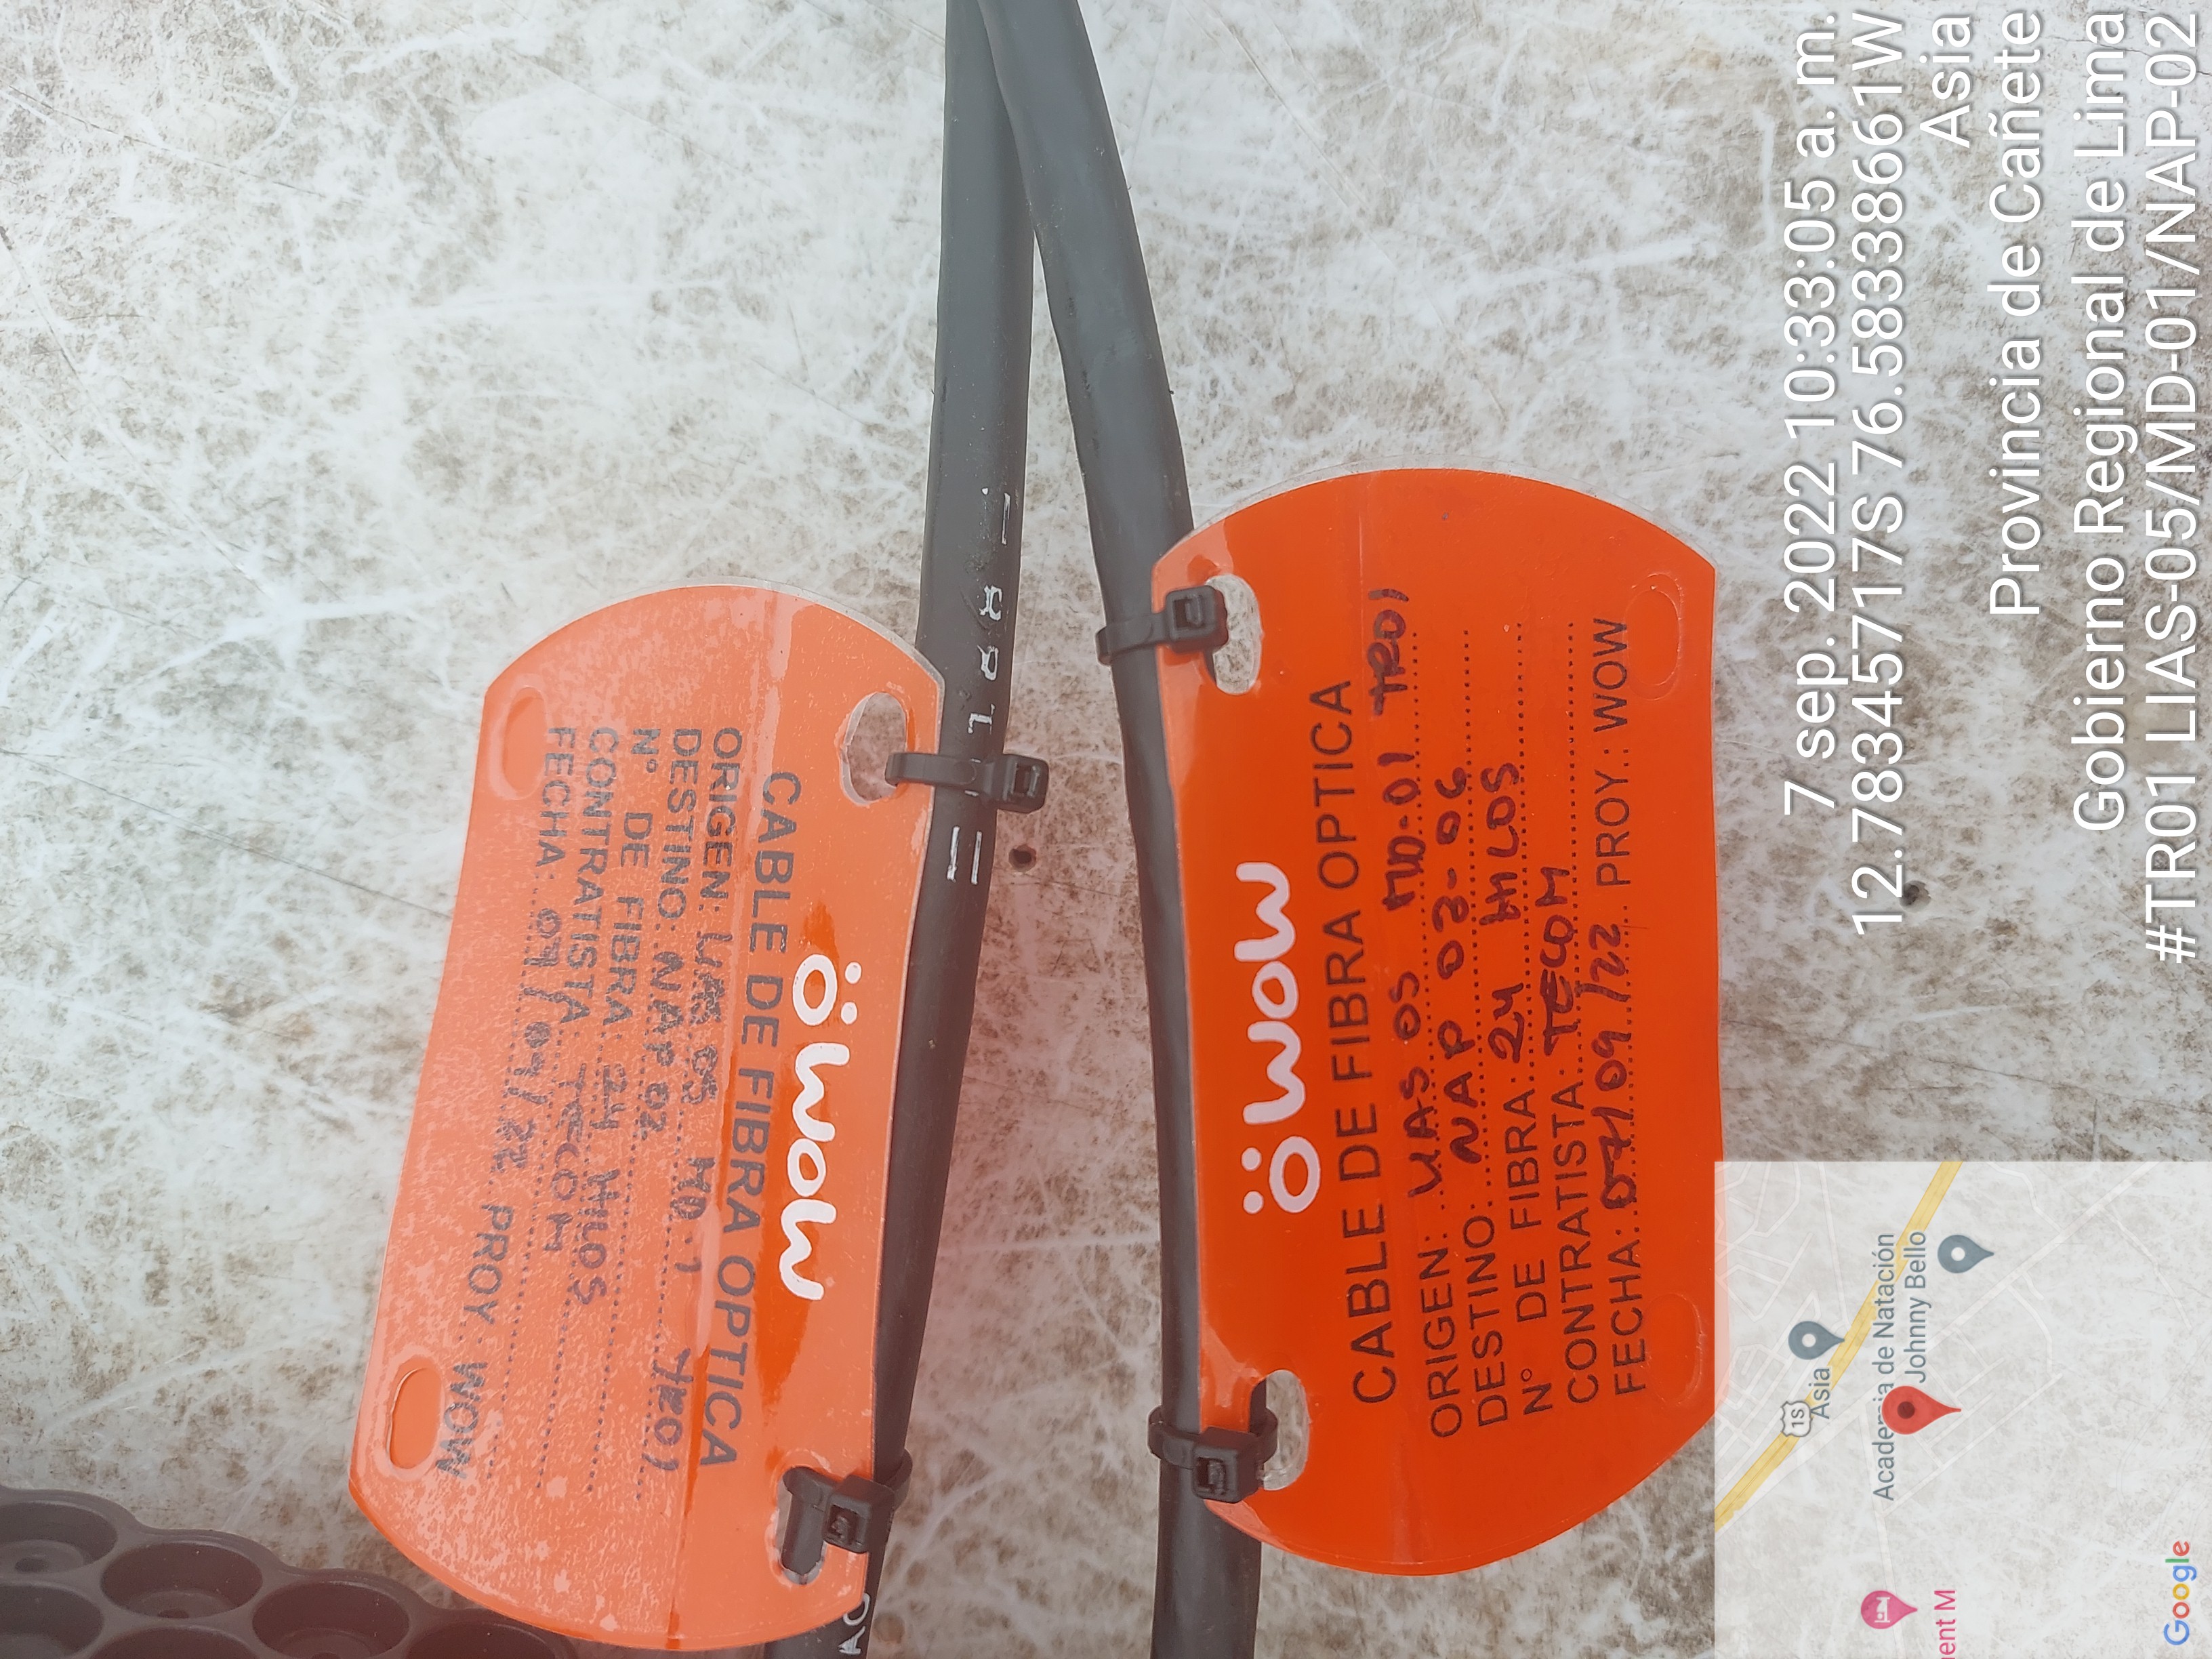 ö wow
CABLE DE FIBRA OPTICA
ORIGEN: LIAS 05 MD-01 TR01
DESTINO: NAP 03-06
N° DE FIBRA: 24 HILOS
CONTRATISTA: TECOM
FECHA: 07/09/22 PROY.: WOW
ö wow
CABLE DE FIBRA OPTICA
ORIGEN: LIAS 05 MD-1 TR01
DESTINO: NAP 02
N° DE FIBRA: 24 HILOS
CONTRATISTA: TECOM
FECHA: 07/09/22 PROY: WOW
7 sep. 2022 10:33:05 a. m.
12.78345717S 76.58338661W
Asia
Provincia de Cañete
Gobierno Regional de Lima
#TR01 LIAS-05/MD-01/NAP-02
1S
Asia
Academia de Natación
Johnny Bello
Google